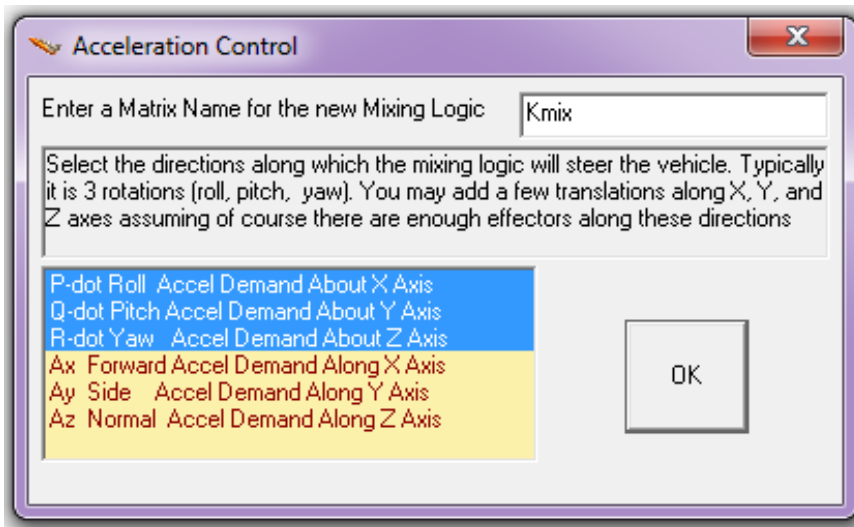 Acceleration Control
Enter a Matrix Name for the new Mixing Logic Kmix
Select the directions along which the mixing logic will steer the vehicle. Typically
it is 3 rotations (roll, pitch, yaw). You may add a few translations along X, Y, and
Z axes assuming of course there are enough effectors along these directions
P-dot Roll Accel Demand About X Axis
Q-dot Pitch Accel Demand About Y Axis
R-dot Yaw Accel Demand About Z Axis
Ax Forward Accel Demand Along X Axis
Ay Side Accel Demand Along Y Axis
Az Normal Accel Demand Along Z Axis
OK